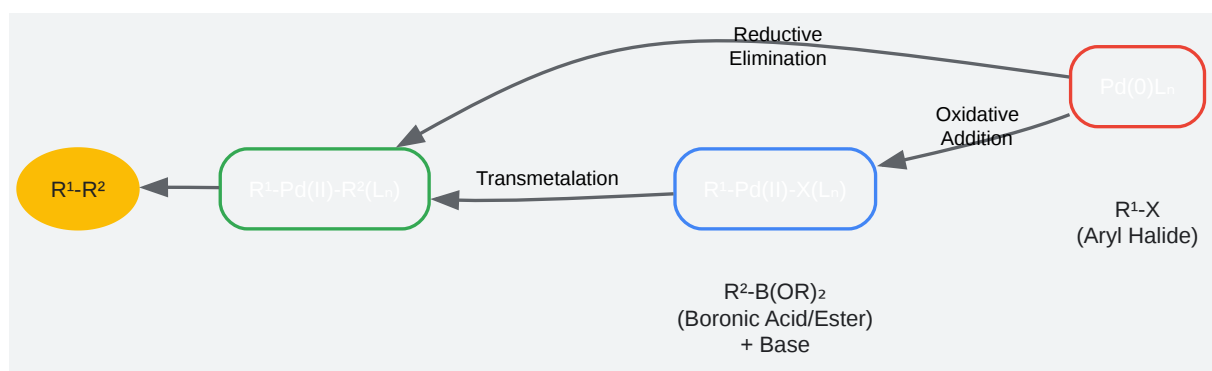 Reductive
Elimination
Pd(0)Lₙ
Oxidative
Addition
R¹-R²
R¹-Pd(II)-R²(Lₙ)
Transmetalation
R¹-Pd(II)-X(Lₙ)
R¹-X
(Aryl Halide)
R²-B(OR)₂
(Boronic Acid/Ester)
+ Base